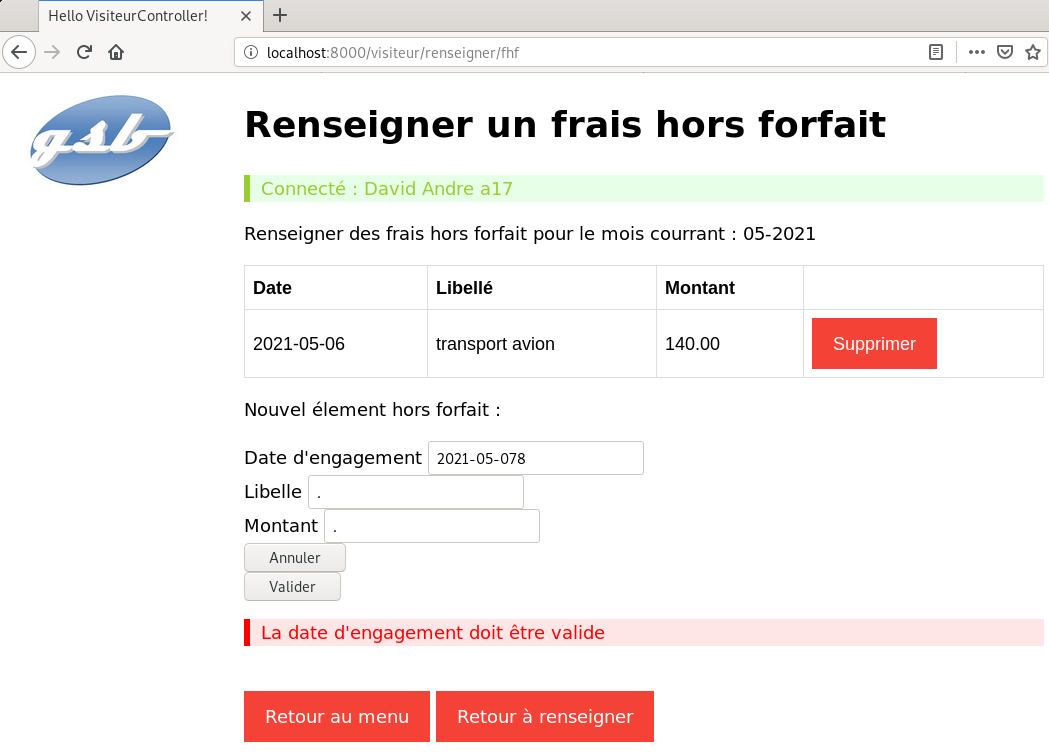 Hello VisiteurController!
localhost:8000/visiteur/renseigner/fhf
gsb
Renseigner un frais hors forfait
Connecté : David Andre a17
Renseigner des frais hors forfait pour le mois courrant : 05-2021
Date Libellé Montant
2021-05-06 transport avion 140.00 Supprimer
Nouvel élement hors forfait :
Date d'engagement 2021-05-078
Libelle .
Montant .
Annuler
Valider
La date d'engagement doit être valide
Retour au menu Retour à renseigner